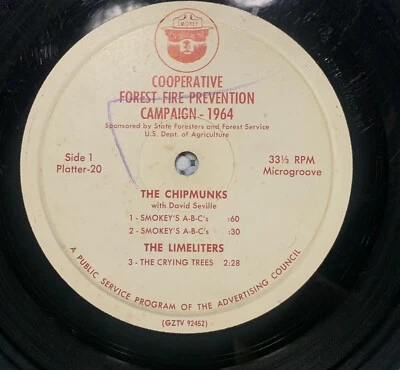 SMOKEY
COOPERATIVE
FOREST FIRE PREVENTION
CAMPAIGN - 1964
Sponsored by State Foresters and Forest Service
U.S. Dept. of Agriculture
Side 1
Platter-20
33⅓ RPM
Microgroove
THE CHIPMUNKS
with David Seville
1 - SMOKEY'S A-B-C's :60
2 - SMOKEY'S A-B-C's :30
THE LIMELITERS
3 - THE CRYING TREES 2:28
A PUBLIC SERVICE PROGRAM OF THE ADVERTISING COUNCIL
(GZTV 92452)